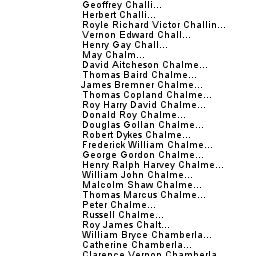 Geoffrey Challi...
Herbert Challi...
Royle Richard Victor Challin...
Vernon Edward Chall...
Henry Gay Chall...
May Chalm...
David Aitcheson Chalme...
Thomas Baird Chalme...
James Bremner Chalme...
Thomas Copland Chalme...
Roy Harry David Chalme...
Donald Roy Chalme...
Douglas Gollan Chalme...
Robert Dykes Chalme...
Frederick William Chalme...
George Gordon Chalme...
Henry Ralph Harvey Chalme...
William John Chalme...
Malcolm Shaw Chalme...
Thomas Marcus Chalme...
Peter Chalme...
Russell Chalme...
Roy James Chalt...
William Bryce Chamberla...
Catherine Chamberla...
Clarence Vernon Chamberla...